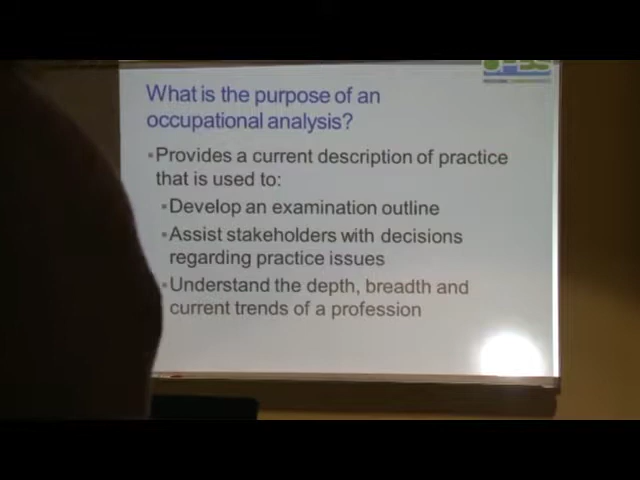 What is the purpose of an
occupational analysis?
▪Provides a current description of practice
that is used to:
▪Develop an examination outline
▪Assist stakeholders with decisions
regarding practice issues
▪Understand the depth, breadth and
current trends of a profession